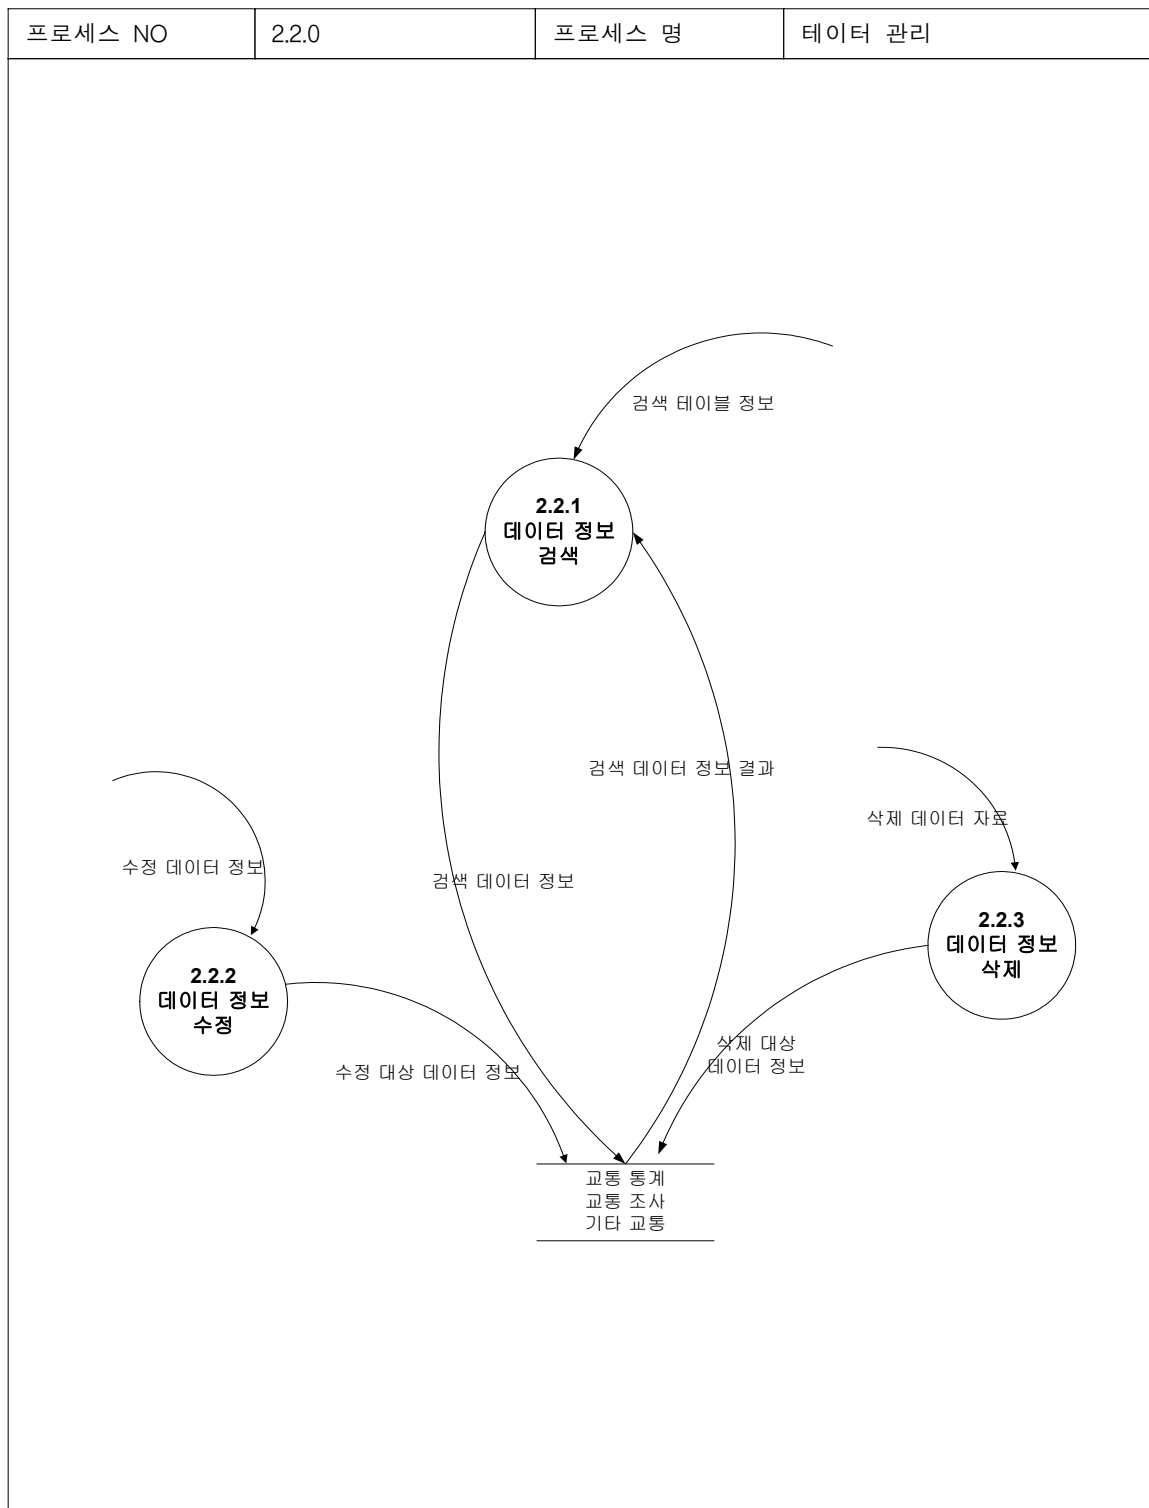 프로세스 NO 2.2.0 프로세스 명 테이터 관리
검색 테이블 정보
2.2.1
데이터 정보
검색
검색 데이터 정보 결과
삭제 데이터 자료
수정 데이터 정보
검색 데이터 정보
2.2.3
데이터 정보
삭제
2.2.2
데이터 정보
수정
삭제 대상
데이터 정보
수정 대상 데이터 정보
교통 통계
교통 조사
기타 교통